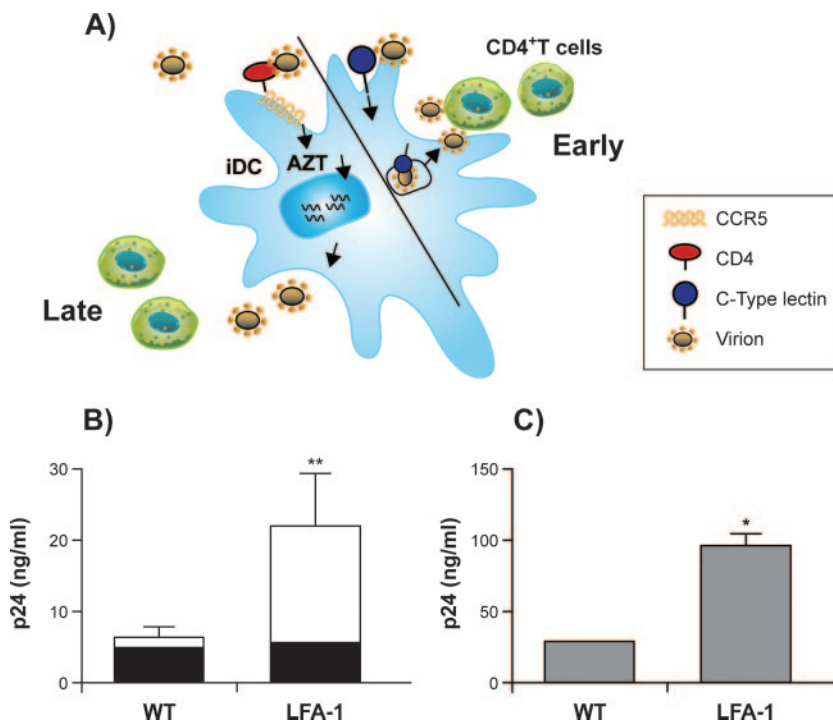 A)
CD4⁺T cells
Early
iDC
AZT
Late
CCR5
CD4
C-Type lectin
Virion
B)
30
20
10
0
p24 (ng/ml)
**
WT
LFA-1
C)
150
100
50
0
p24 (ng/ml)
*
WT
LFA-1